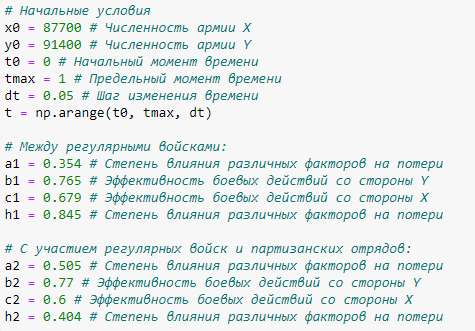 # Начальные условия
x0 = 87700 # Численность армии X
y0 = 91400 # Численность армии Y
t0 = 0 # Начальный момент времени
tmax = 1 # Предельный момент времени
dt = 0.05 # Шаг изменения времени
t = np.arange(t0, tmax, dt)

# Между регулярными войсками:
a1 = 0.354 # Степень влияния различных факторов на потери
b1 = 0.765 # Эффективность боевых действий со стороны Y
c1 = 0.679 # Эффективность боевых действий со стороны X
h1 = 0.845 # Степень влияния различных факторов на потери

# С участием регулярных войск и партизанских отрядов:
a2 = 0.505 # Степень влияния различных факторов на потери
b2 = 0.77 # Эффективность боевых действий со стороны Y
c2 = 0.6 # Эффективность боевых действий со стороны X
h2 = 0.404 # Степень влияния различных факторов на потери